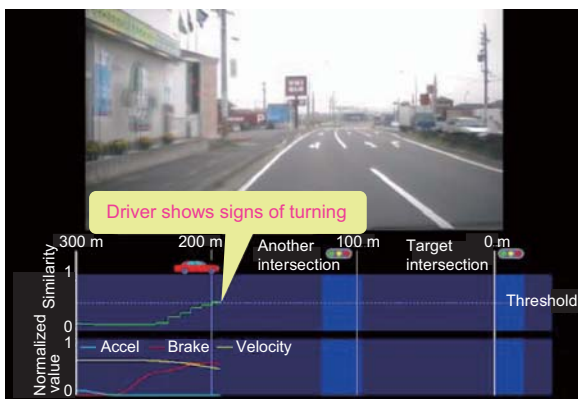 Driver shows signs of turning
300 m
200 m
Another intersection
100 m
Target intersection
0 m
Similarity
1
0
Threshold
Normalized value
1
0
Accel
Brake
Velocity